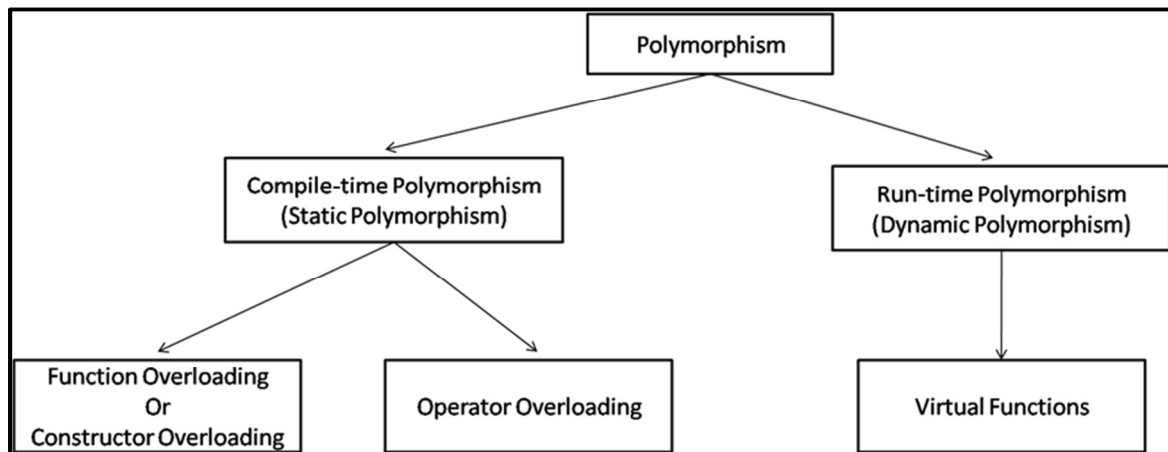 Polymorphism
Compile-time Polymorphism
(Static Polymorphism)
Run-time Polymorphism
(Dynamic Polymorphism)
Function Overloading
Or
Constructor Overloading
Operator Overloading
Virtual Functions